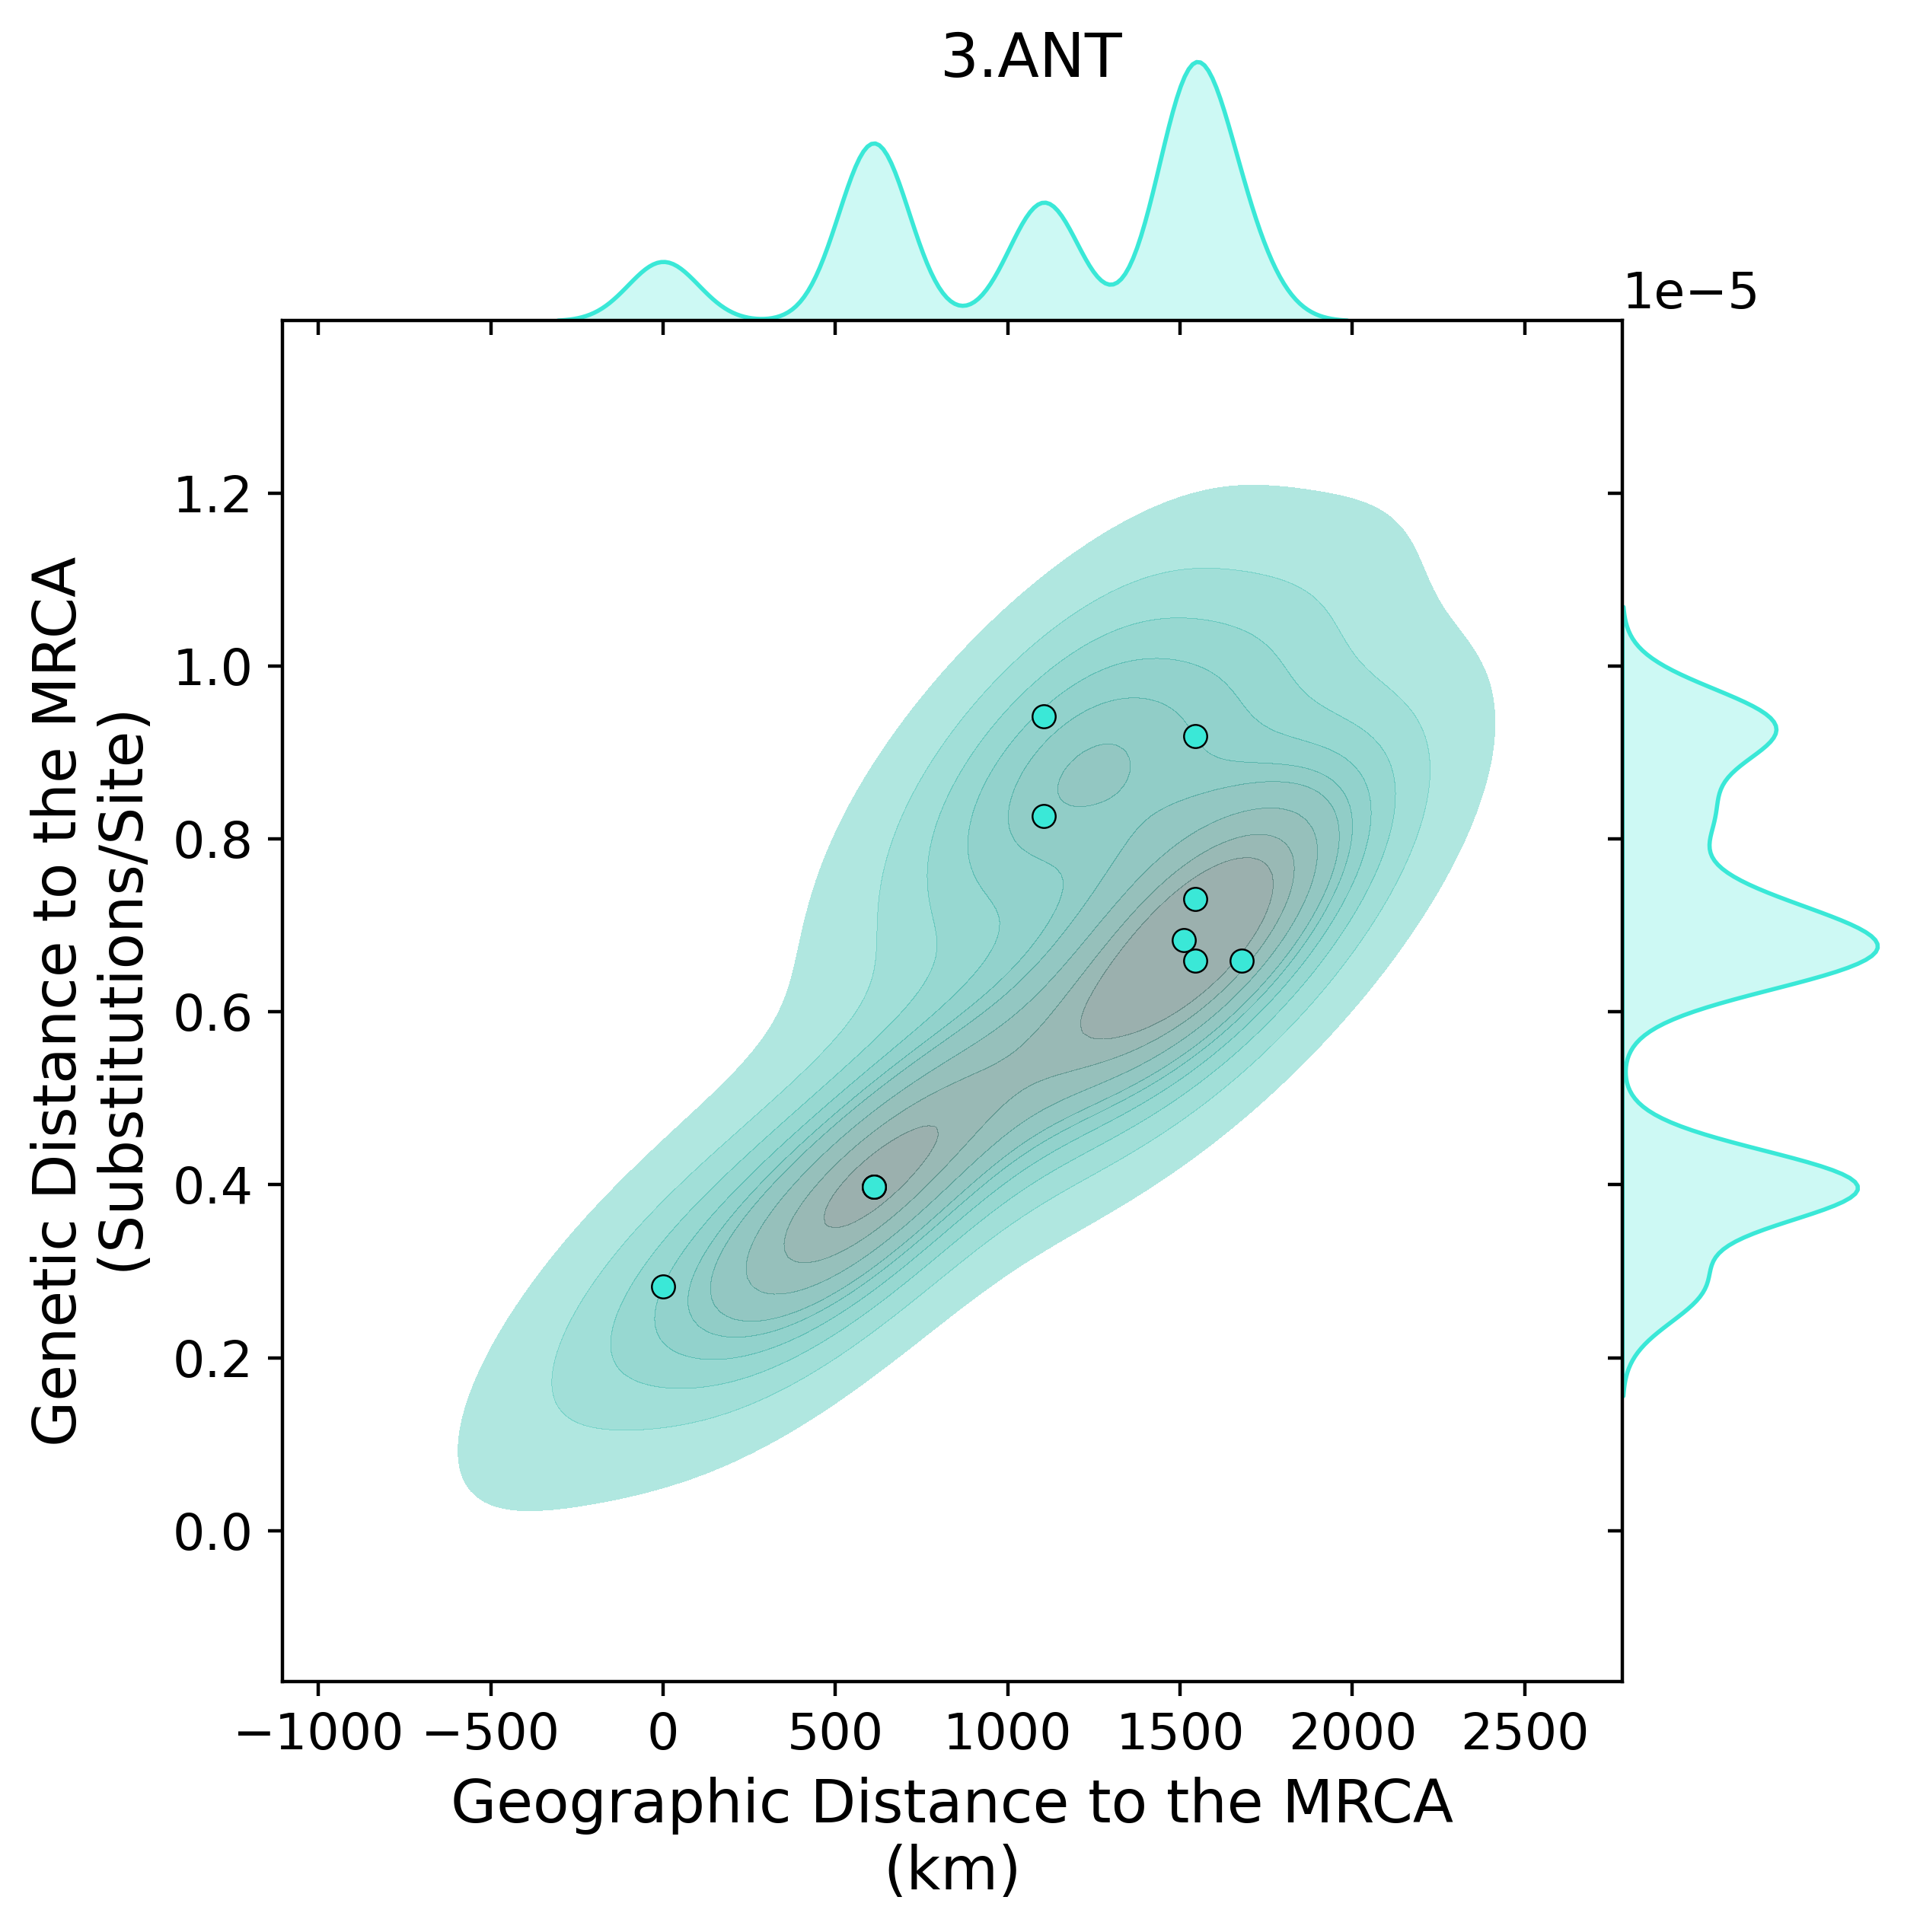 3.ANT
1e−5
1.2
1.0
0.8
0.6
0.4
0.2
0.0
Genetic Distance to the MRCA
(Substitutions/Site)
−1000 −500 0 500 1000 1500 2000 2500
Geographic Distance to the MRCA
(km)